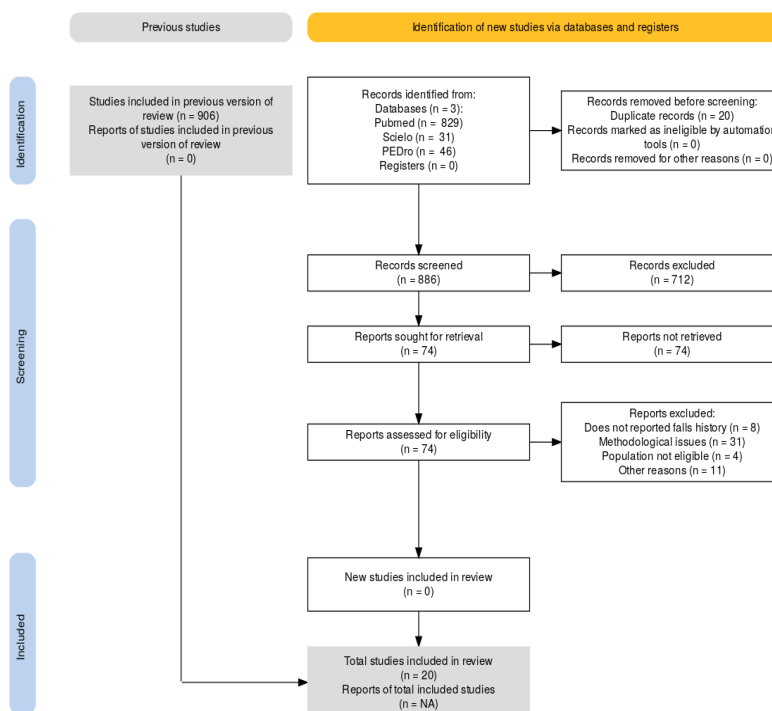 Previous studies
Identification of new studies via databases and registers
Identification
Studies included in previous version of
review (n = 906)
Reports of studies included in previous
version of review
(n = 0)
Records identified from:
Databases (n = 3):
Pubmed (n = 829)
Scielo (n = 31)
PEDro (n = 46)
Registers (n = 0)
Records removed before screening:
Duplicate records (n = 20)
Records marked as ineligible by automation
tools (n = 0)
Records removed for other reasons (n = 0)
Screening
Records screened
(n = 886)
Records excluded
(n = 712)
Reports sought for retrieval
(n = 74)
Reports not retrieved
(n = 74)
Reports assessed for eligibility
(n = 74)
Reports excluded:
Does not reported falls history (n = 8)
Methodological issues (n = 31)
Population not eligible (n = 4)
Other reasons (n = 11)
Included
New studies included in review
(n = 0)
Total studies included in review
(n = 20)
Reports of total included studies
(n = NA)